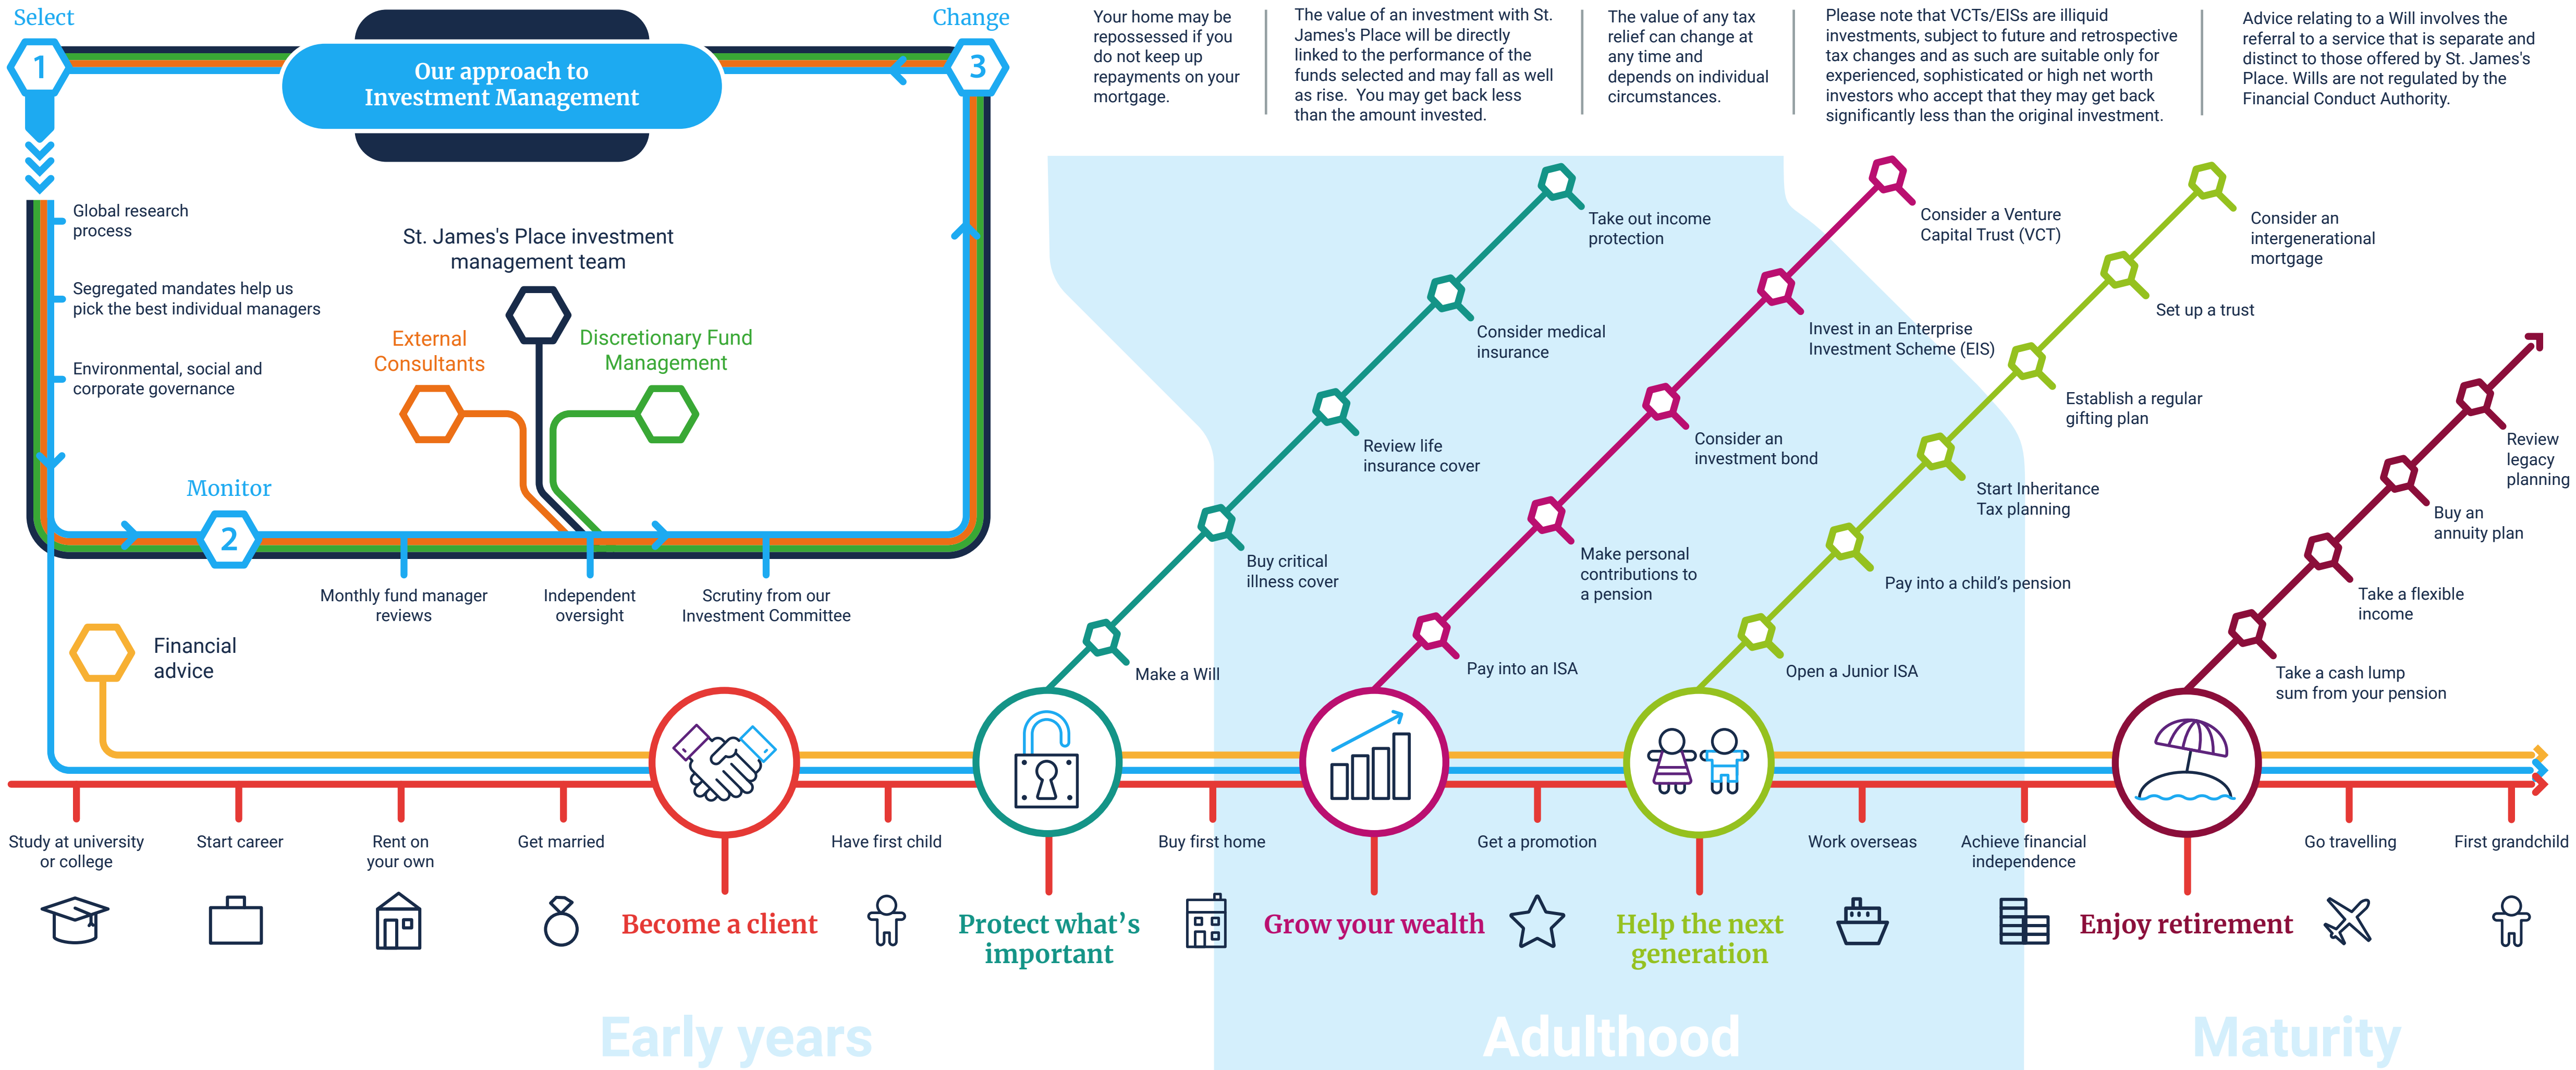 Select
1
Our approach to
Investment Management
Change
3
Global research
process
Segregated mandates help us
pick the best individual managers
Environmental, social and
corporate governance
St. James's Place investment
management team
External
Consultants
Discretionary Fund
Management
Monitor
2
Monthly fund manager
reviews
Independent
oversight
Scrutiny from our
Investment Committee
Financial
advice
Your home may be
repossessed if you
do not keep up
repayments on your
mortgage.
The value of an investment with St.
James's Place will be directly
linked to the performance of the
funds selected and may fall as well
as rise. You may get back less
than the amount invested.
The value of any tax
relief can change at
any time and
depends on individual
circumstances.
Please note that VCTs/EISs are illiquid
investments, subject to future and retrospective
tax changes and as such are suitable only for
experienced, sophisticated or high net worth
investors who accept that they may get back
significantly less than the original investment.
Advice relating to a Will involves the
referral to a service that is separate and
distinct to those offered by St. James's
Place. Wills are not regulated by the
Financial Conduct Authority.
Take out income
protection
Consider medical
insurance
Review life
insurance cover
Buy critical
illness cover
Make a Will
Consider a Venture
Capital Trust (VCT)
Invest in an Enterprise
Investment Scheme (EIS)
Consider an
investment bond
Make personal
contributions to
a pension
Pay into an ISA
Consider an
intergenerational
mortgage
Set up a trust
Establish a regular
gifting plan
Start Inheritance
Tax planning
Pay into a child’s pension
Open a Junior ISA
Review
legacy
planning
Buy an
annuity plan
Take a flexible
income
Take a cash lump
sum from your pension
Study at university
or college
Start career
Rent on
your own
Get married
Become a client
Have first child
Protect what’s
important
Buy first home
Grow your wealth
Get a promotion
Help the next
generation
Work overseas
Achieve financial
independence
Enjoy retirement
Go travelling
First grandchild
Early years
Adulthood
Maturity